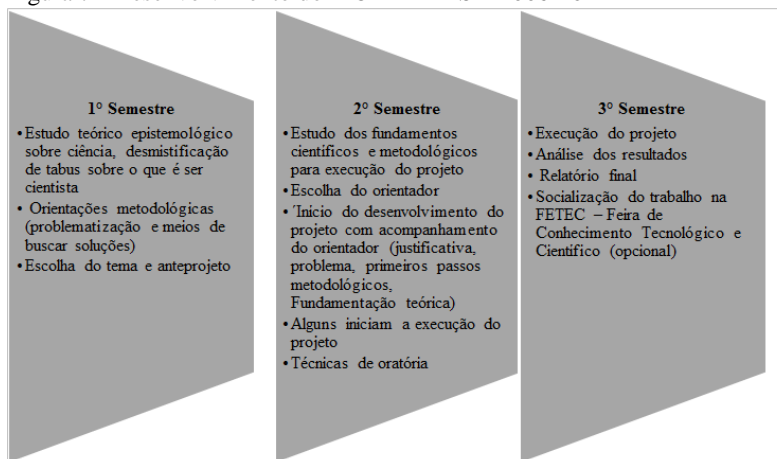 1° Semestre
•Estudo teórico epistemológico
sobre ciência, desmistificação
de tabus sobre o que é ser
cientista
• Orientações metodológicas
(problematização e meios de
buscar soluções)
•Escolha do tema e anteprojeto
2° Semestre
•Estudo dos fundamentos
científicos e metodológicos
para execução do projeto
•Escolha do orientador
•´Inicio do desenvolvimento do
projeto com acompanhamento
do orientador (justificativa,
problema, primeiros passos
metodológicos,
Fundamentação teórica)
•Alguns iniciam a execução do
projeto
•Técnicas de oratória
3° Semestre
•Execução do projeto
•Análise dos resultados
• Relatório final
•Socialização do trabalho na
FETEC – Feira de
Conhecimento Tecnológico e
Científico (opcional)